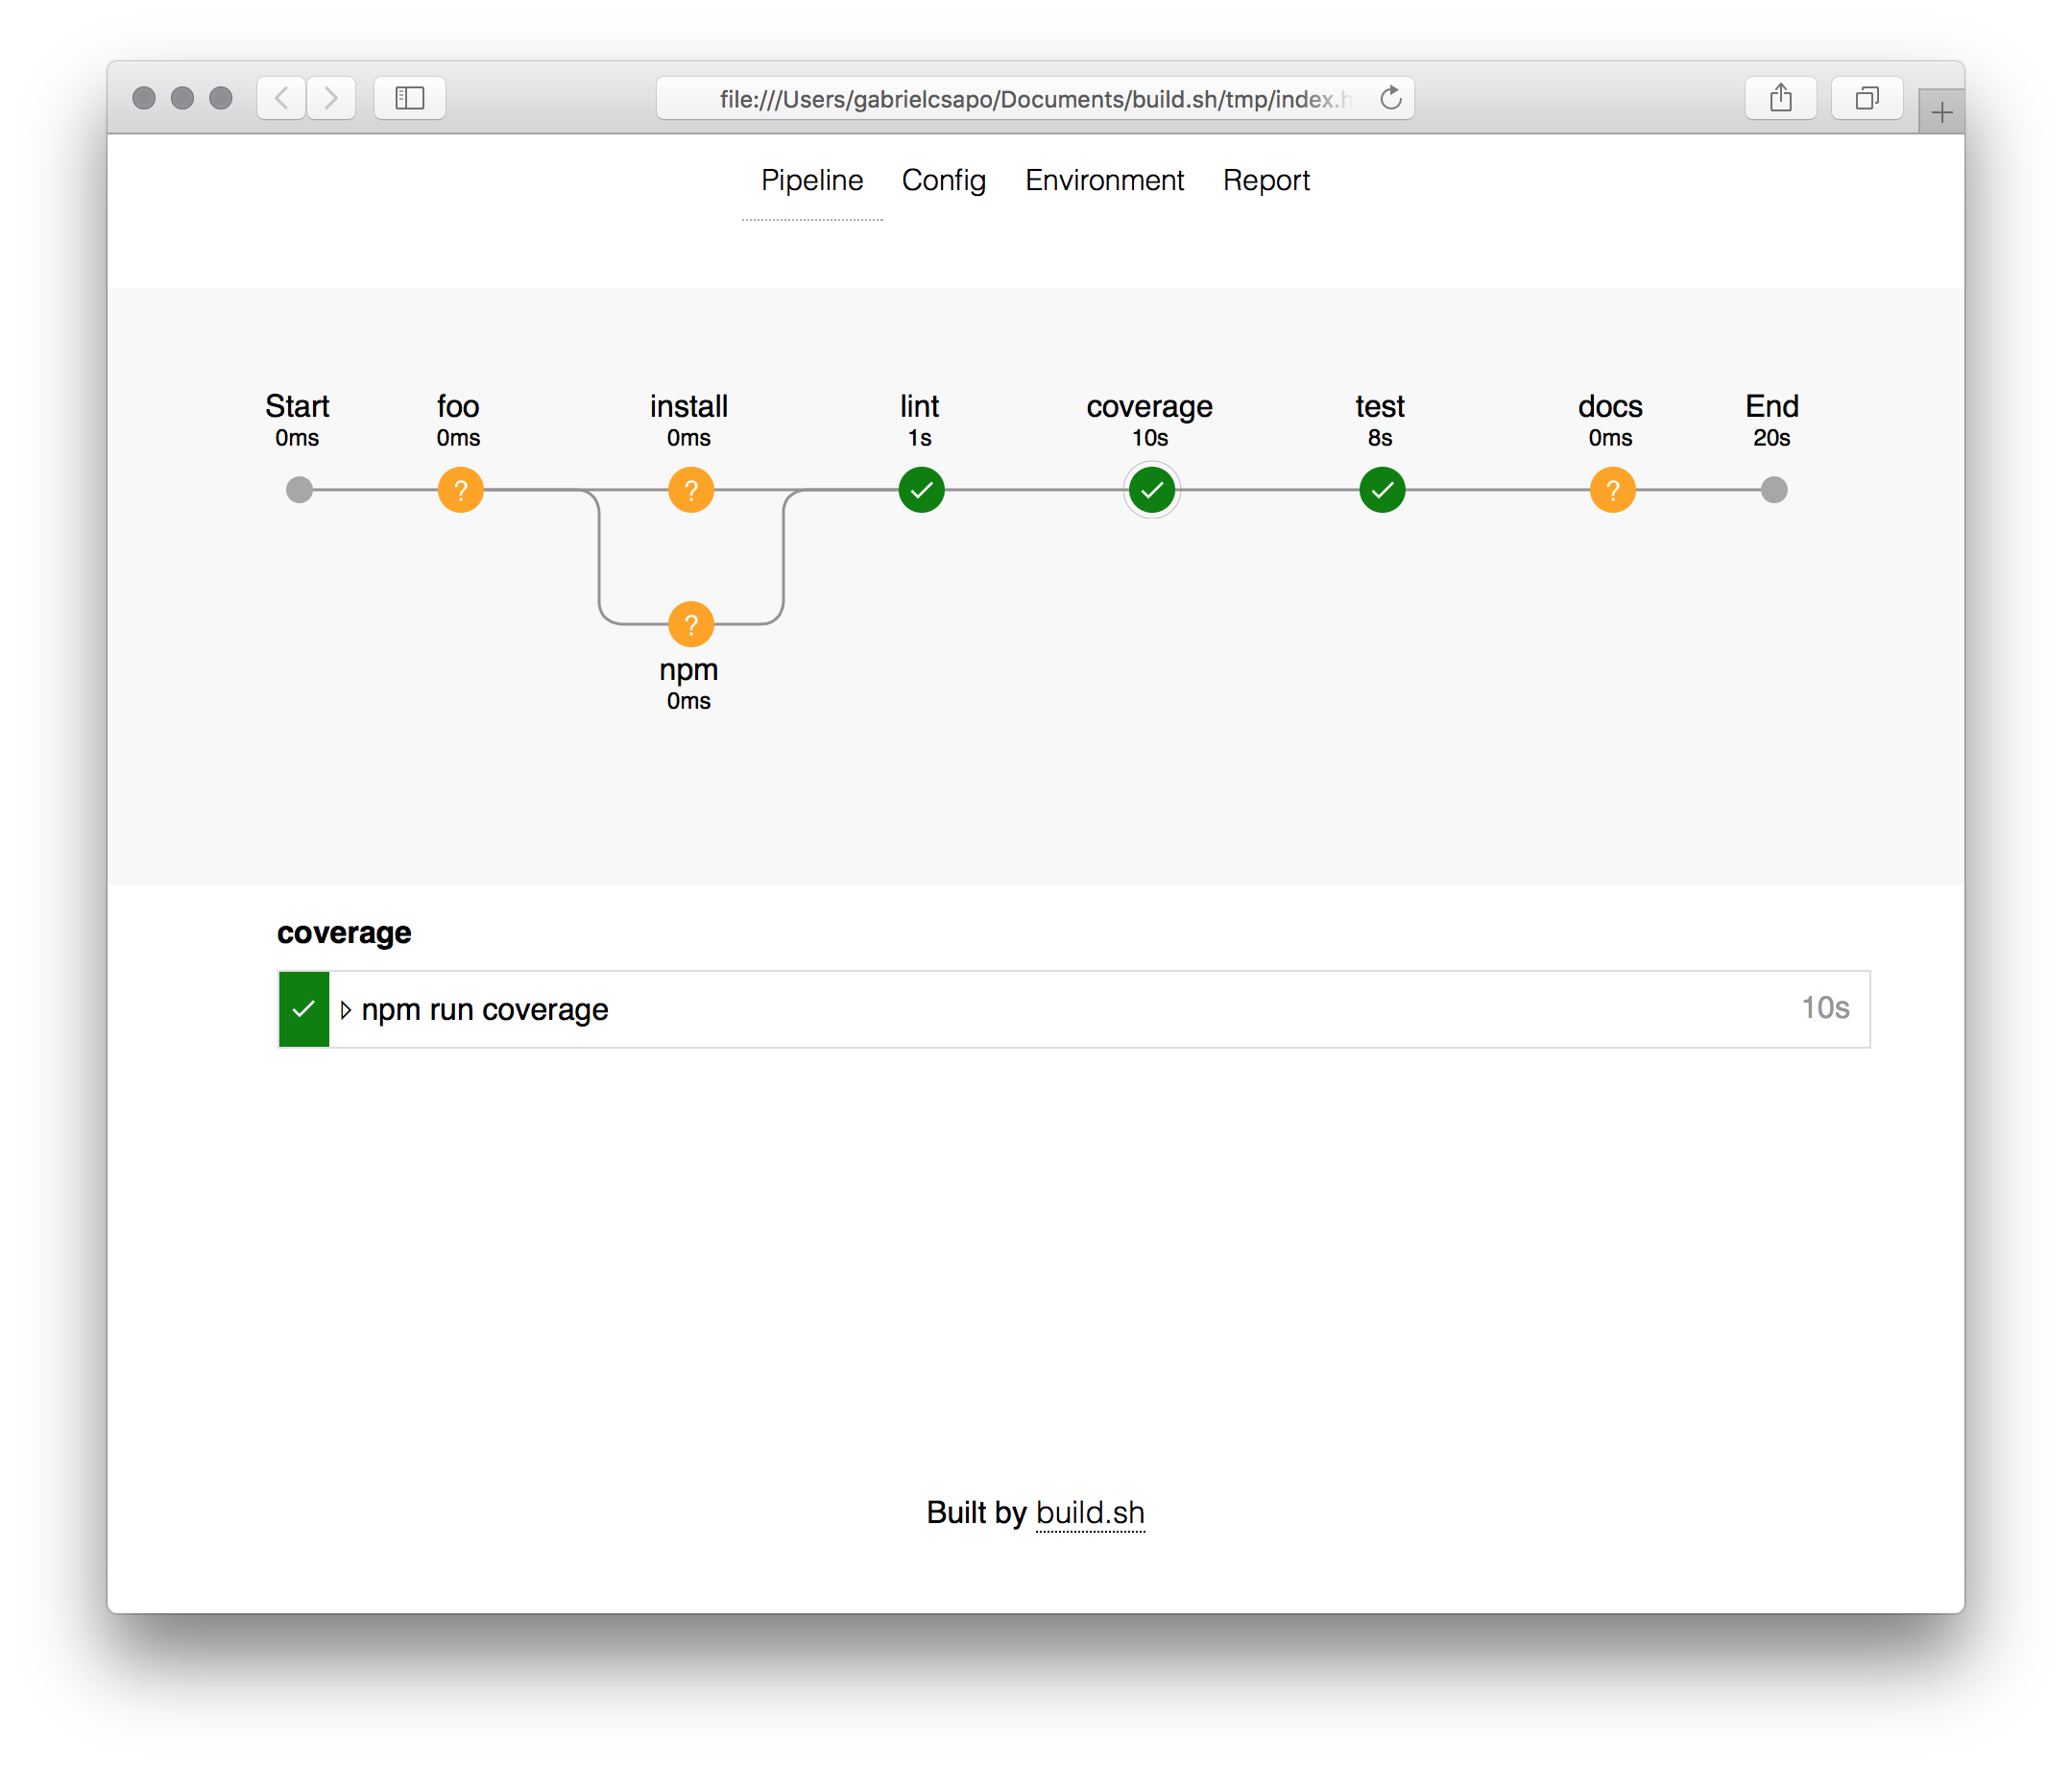 file:///Users/gabrielcsapo/Documents/build.sh/tmp/index.h
Pipeline Config Environment Report
Start foo install lint coverage test docs End
0ms 0ms 0ms 1s 10s 8s 0ms 20s
? ? ?
?
npm
0ms
coverage
npm run coverage 10s
Built by build.sh